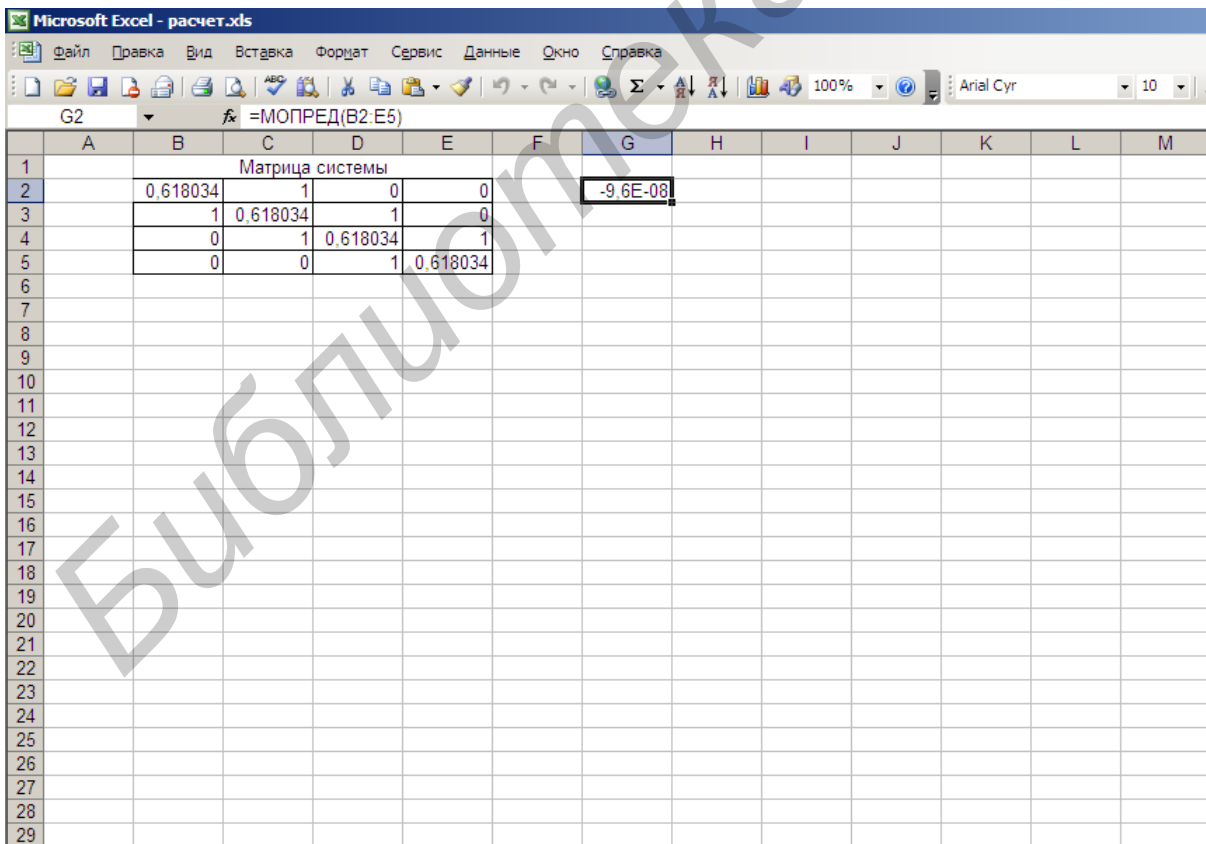 Microsoft Excel - расчет.xls
Файл Правка Вид Вставка Формат Сервис Данные Окно Справка
100% Arial Cyr 10
G2 fx =МОПРЕД(B2:E5)
A B C D E F G H I J K L M
1 Матрица системы
2 0,618034 1 0 0 -9,6E-08
3 1 0,618034 1 0
4 0 1 0,618034 1
5 0 0 1 0,618034
6
7
8
9
10
11
12
13
14
15
16
17
18
19
20
21
22
23
24
25
26
27
28
29
Библиотека